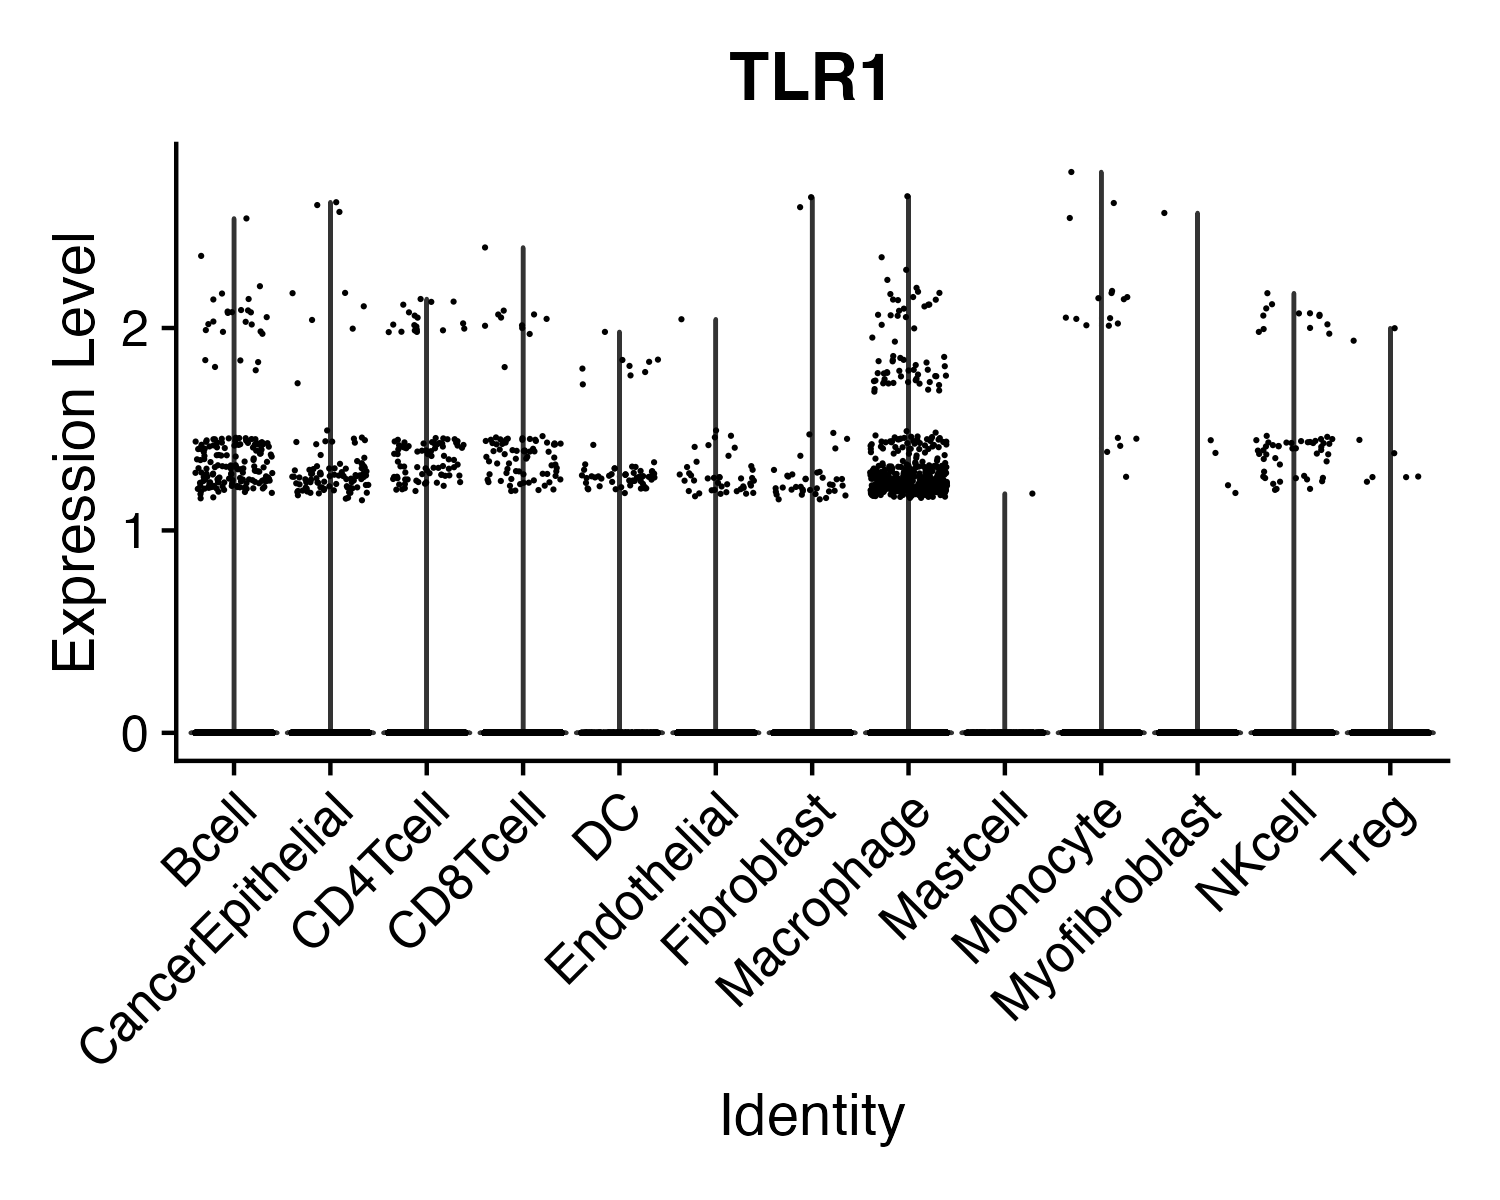 TLR1
Expression Level
2
1
0
Bcell
CancerEpithelial
CD4Tcell
CD8Tcell
DC
Endothelial
Fibroblast
Macrophage
Mastcell
Monocyte
Myofibroblast
NKcell
Treg
Identity